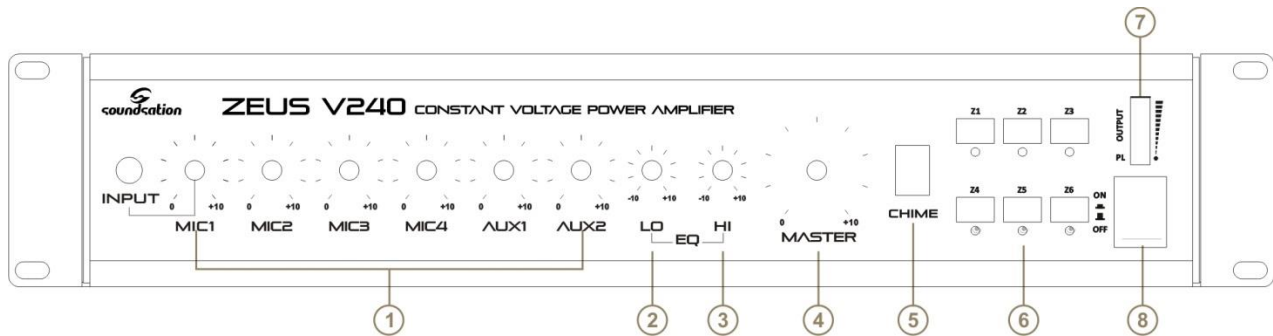 7
soundsation
ZEUS V240 CONSTANT VOLTAGE POWER AMPLIFIER
Z1 Z2 Z3
OUTPUT
PL
INPUT
Z4 Z5 Z6
ON
OFF
0 +10 0 +10 0 +10 0 +10 0 +10 0 +10 -10 +10 -10 +10 0 +10
MIC1 MIC2 MIC3 MIC4 AUX1 AUX2 LO HI MASTER CHIME
EQ
1 2 3 4 5 6 8